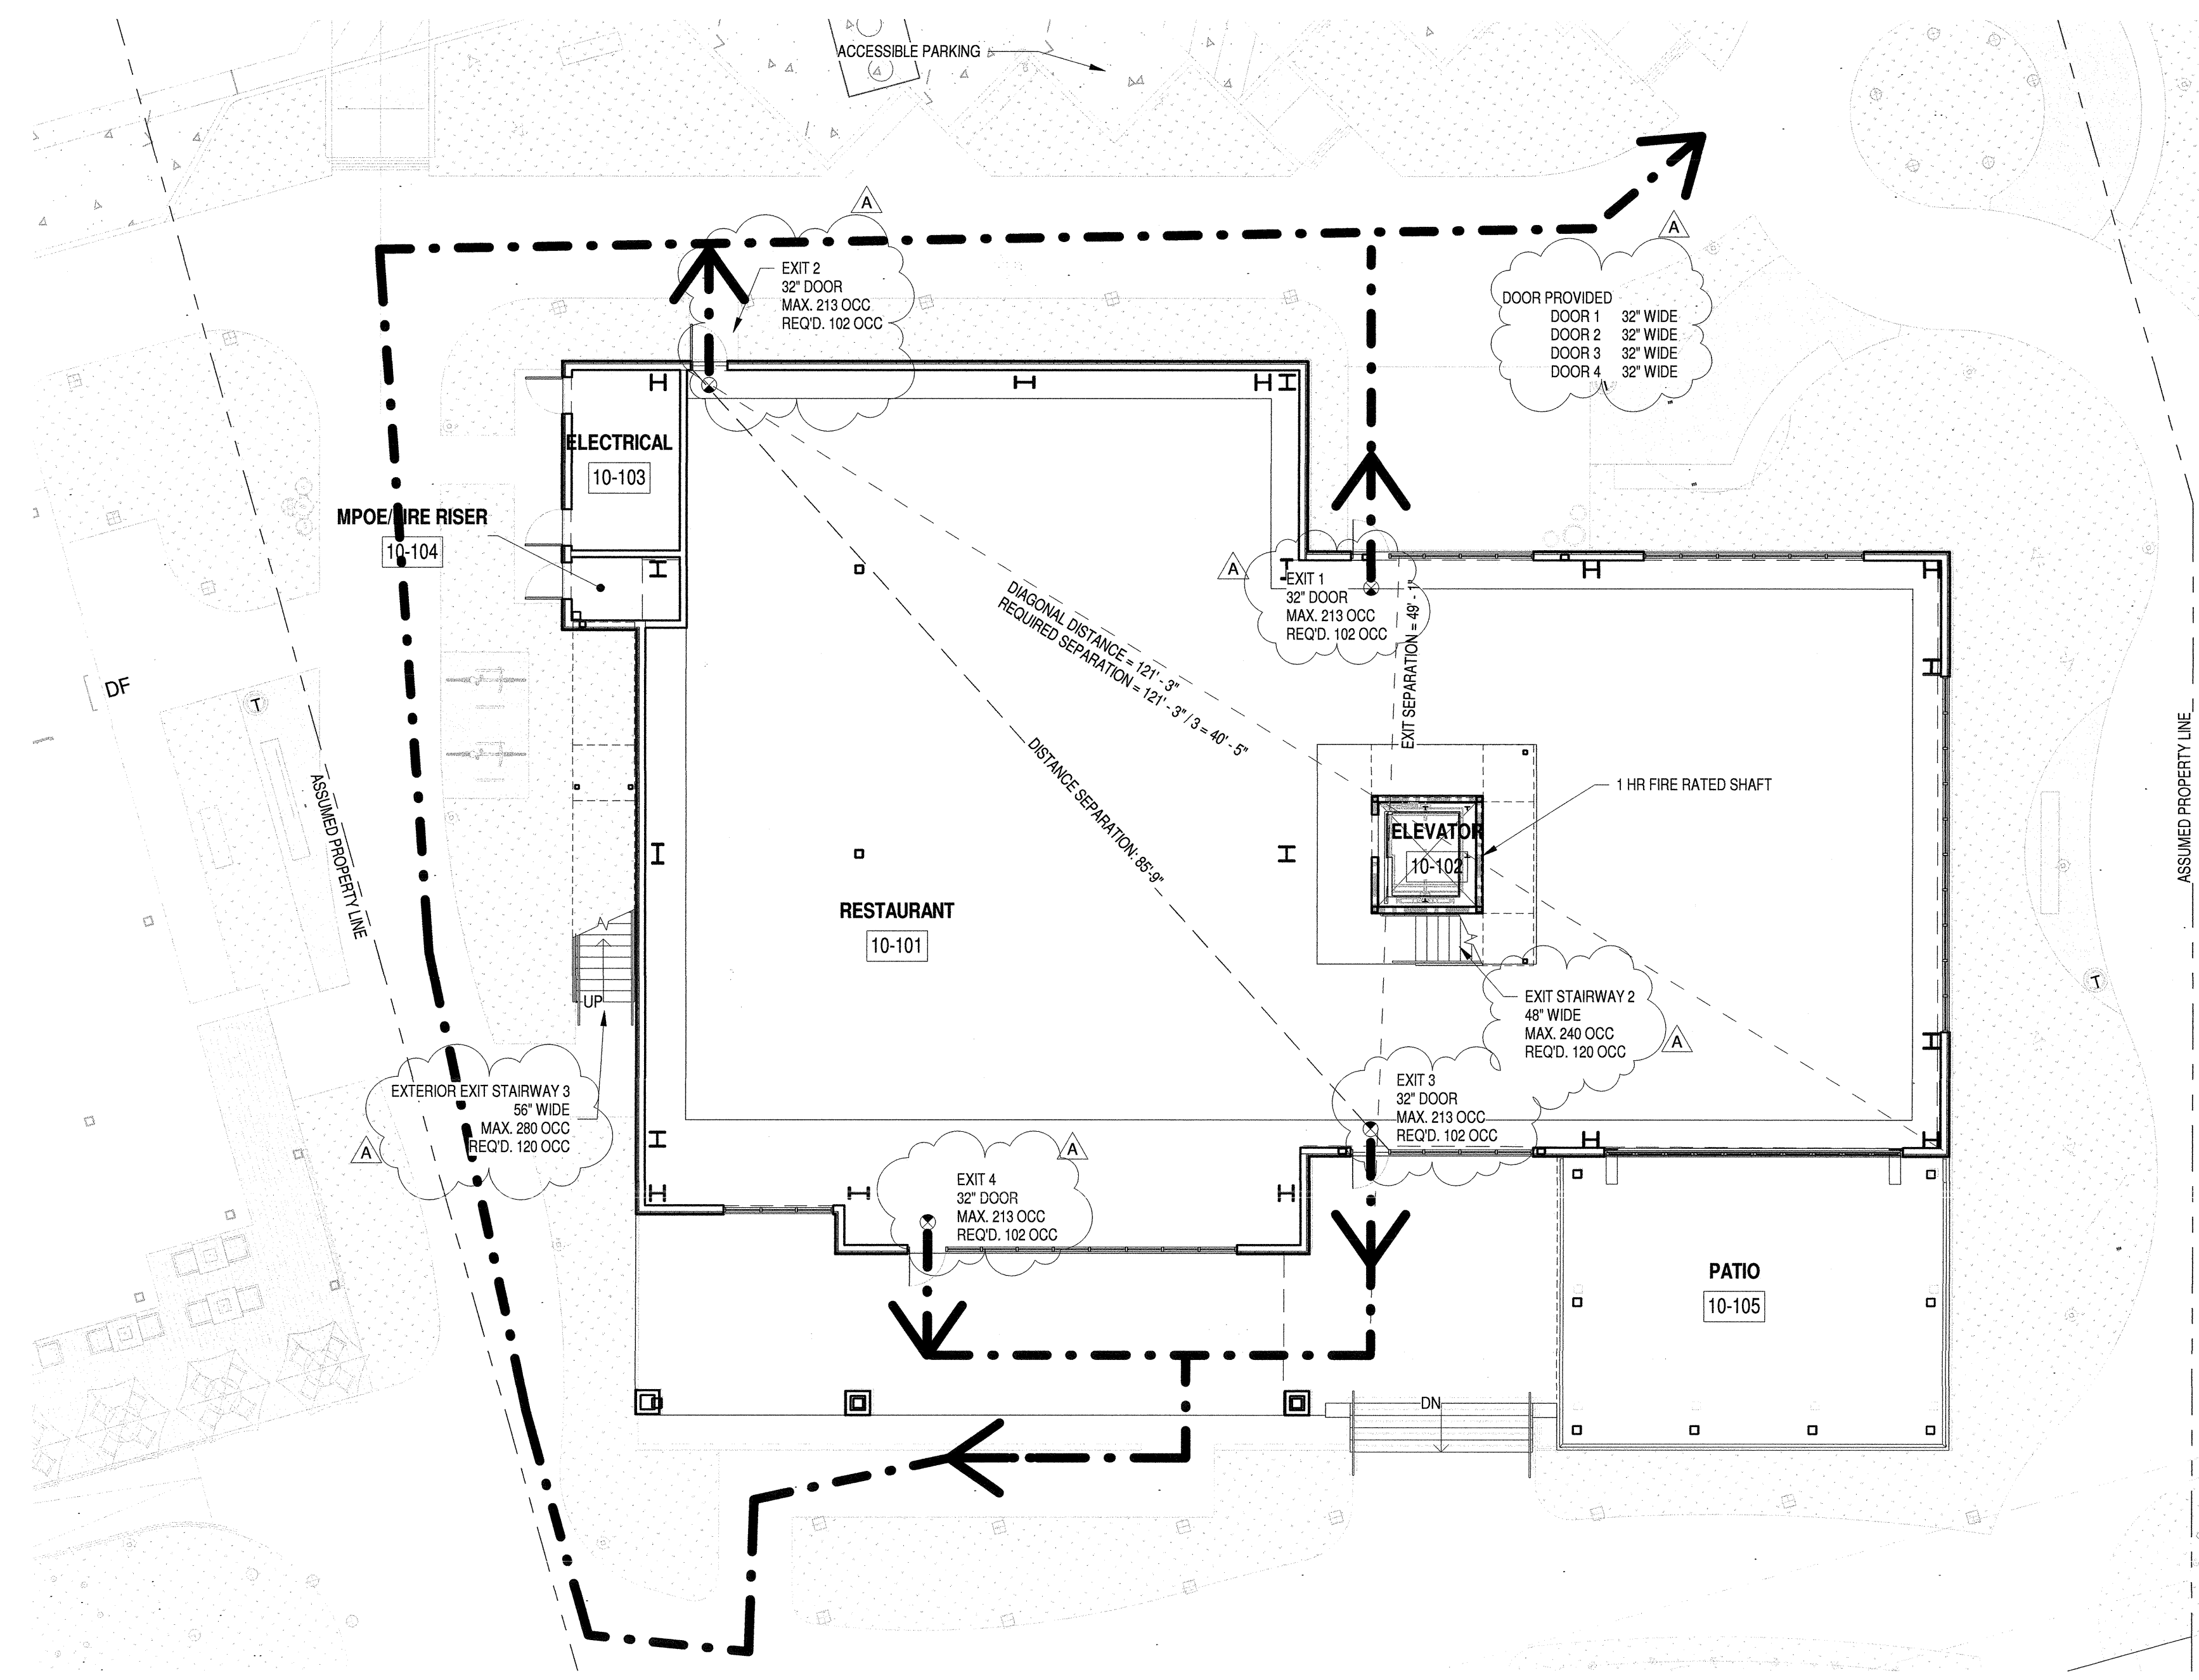 ACCESSIBLE PARKING
A
A
EXIT 2
32" DOOR
MAX. 213 OCC
REQ'D. 102 OCC
DOOR PROVIDED
DOOR 1 32" WIDE
DOOR 2 32" WIDE
DOOR 3 32" WIDE
DOOR 4 32" WIDE
ELECTRICAL
10-103
MPOE/FIRE RISER
10-104
A
EXIT 1
32" DOOR
MAX. 213 OCC
REQ'D. 102 OCC
DIAGONAL DISTANCE = 121' - 3"
REQUIRED SEPARATION = 121' - 3" / 3 = 40' - 5"
EXIT SEPARATION = 49' - 1"
DISTANCE SEPARATION: 85'-9"
DF
T
ASSUMED PROPERTY LINE
ASSUMED PROPERTY LINE
1 HR FIRE RATED SHAFT
ELEVATOR
10-102
RESTAURANT
10-101
UP
EXIT STAIRWAY 2
48" WIDE
MAX. 240 OCC
REQ'D. 120 OCC
A
T
EXTERIOR EXIT STAIRWAY 3
56" WIDE
MAX. 280 OCC
REQ'D. 120 OCC
A
EXIT 3
32" DOOR
MAX. 213 OCC
REQ'D. 102 OCC
A
EXIT 4
32" DOOR
MAX. 213 OCC
REQ'D. 102 OCC
PATIO
10-105
DN